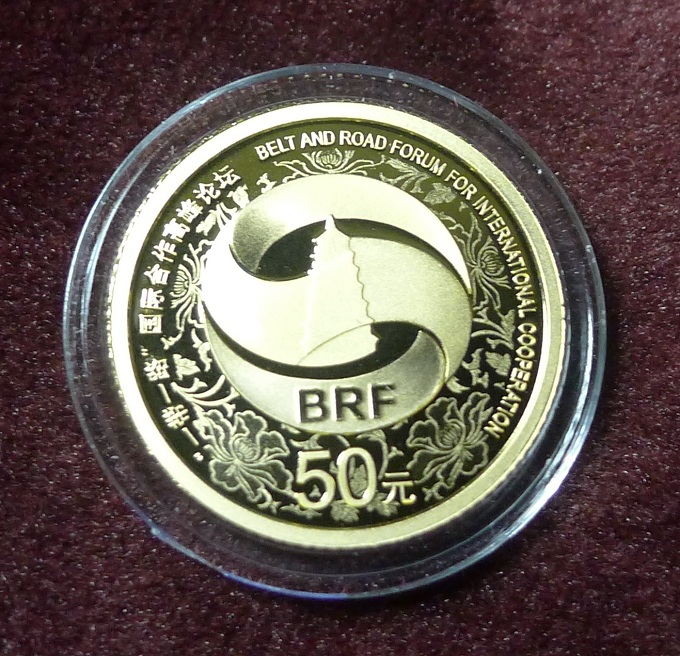 "一带一路"国际合作高峰论坛
BELT AND ROAD FORUM FOR INTERNATIONAL COOPERATION
BRF
50元